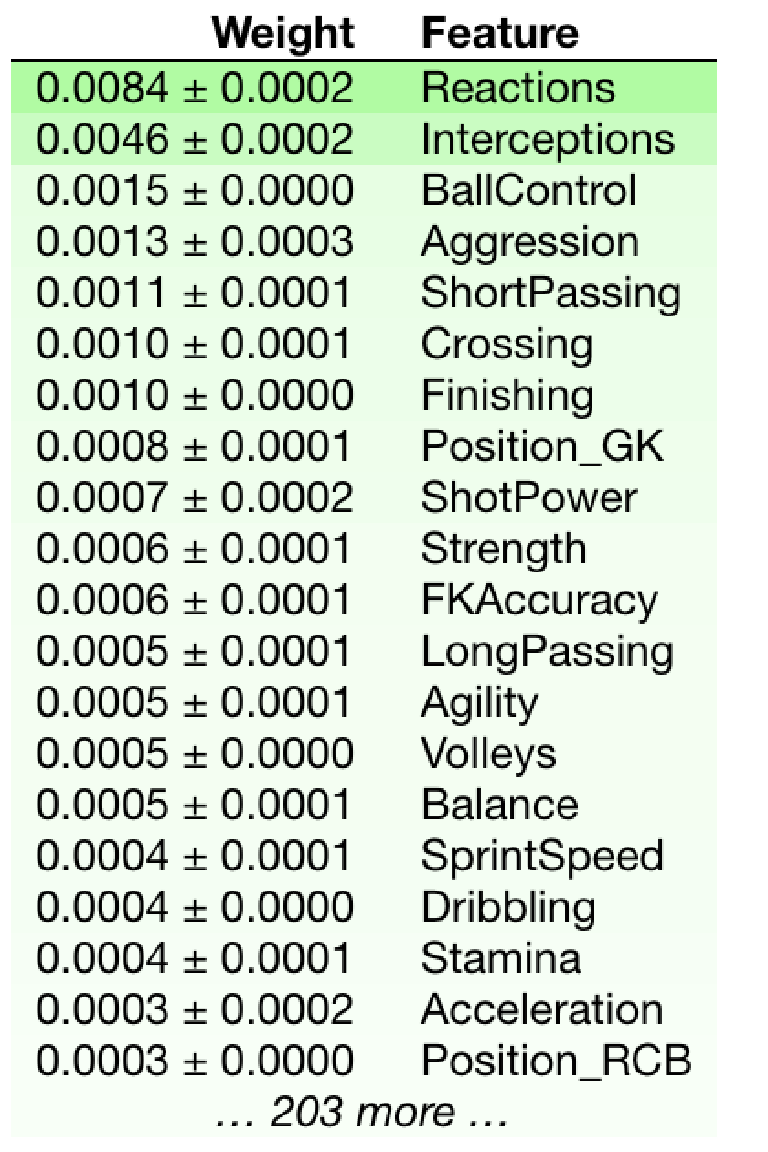 Weight Feature
0.0084 ± 0.0002 Reactions
0.0046 ± 0.0002 Interceptions
0.0015 ± 0.0000 BallControl
0.0013 ± 0.0003 Aggression
0.0011 ± 0.0001 ShortPassing
0.0010 ± 0.0001 Crossing
0.0010 ± 0.0000 Finishing
0.0008 ± 0.0001 Position_GK
0.0007 ± 0.0002 ShotPower
0.0006 ± 0.0001 Strength
0.0006 ± 0.0001 FKAccuracy
0.0005 ± 0.0001 LongPassing
0.0005 ± 0.0001 Agility
0.0005 ± 0.0000 Volleys
0.0005 ± 0.0001 Balance
0.0004 ± 0.0001 SprintSpeed
0.0004 ± 0.0000 Dribbling
0.0004 ± 0.0001 Stamina
0.0003 ± 0.0002 Acceleration
0.0003 ± 0.0000 Position_RCB
… 203 more …